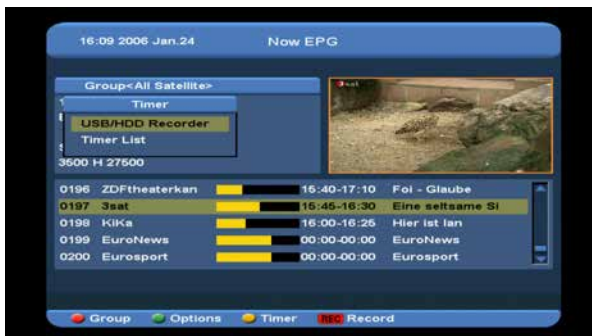 16:09 2006 Jan.24 Now EPG
Group<All Satellite>
3sat
Timer
USB/HDD Recorder
Timer List
3500 H 27500
0196 ZDFtheaterkan 15:40-17:10 Foi - Glaube
0197 3sat 15:45-16:30 Eine seltsame Si
0198 KiKa 16:00-16:25 Hier ist Ian
0199 EuroNews 00:00-00:00 EuroNews
0200 Eurosport 00:00-00:00 Eurosport
Group Options Timer REC Record